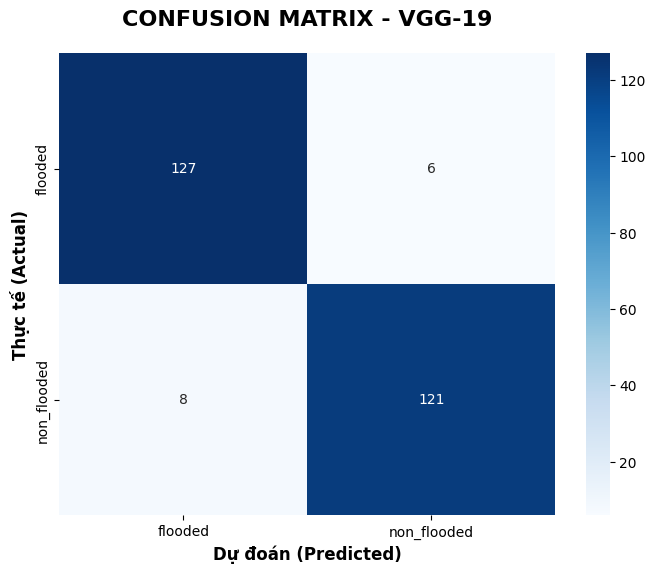 CONFUSION MATRIX - VGG-19
Thực tế (Actual)
flooded
non_flooded
127
6
8
121
flooded
non_flooded
Dự đoán (Predicted)
120
100
80
60
40
20